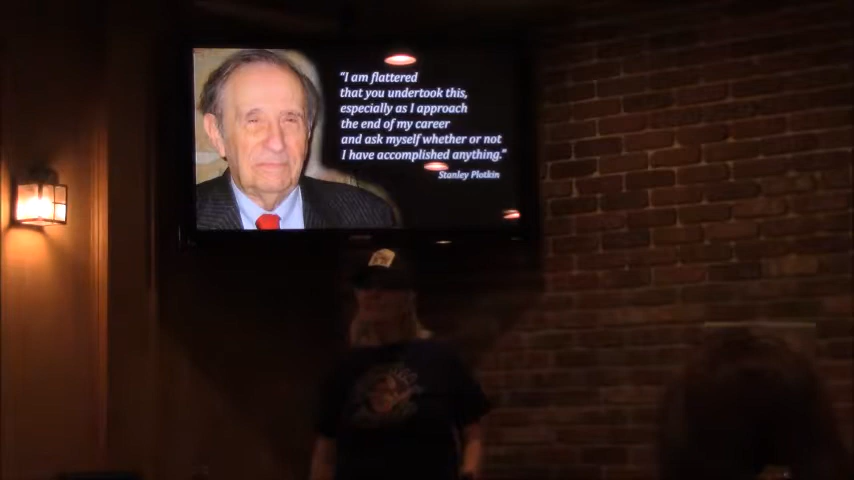 “I am flattered
that you undertook this,
especially as I approach
the end of my career
and ask myself whether or not
I have accomplished anything.”
Stanley Plotkin